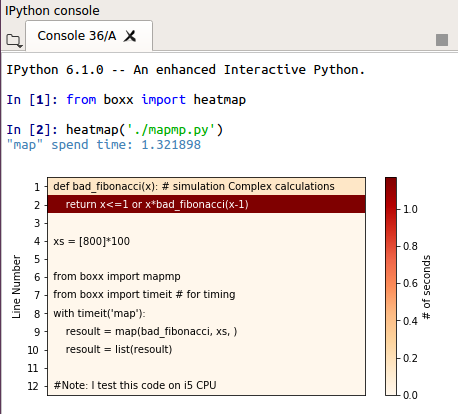 IPython console
Console 36/A
IPython 6.1.0 -- An enhanced Interactive Python.
In [1]: from boxx import heatmap
In [2]: heatmap('./mapmp.py')
"map" spend time: 1.321898
1 def bad_fibonacci(x): # simulation Complex calculations
2 return x<=1 or x*bad_fibonacci(x-1)
3
4 xs = [800]*100
5
6 from boxx import mapmp
7 from boxx import timeit # for timing
8 with timeit('map'):
9 resoult = map(bad_fibonacci, xs, )
10 resoult = list(resoult)
11
12 #Note: I test this code on i5 CPU
Line Number
1.0
0.8
0.6
0.4
0.2
0.0
# of seconds